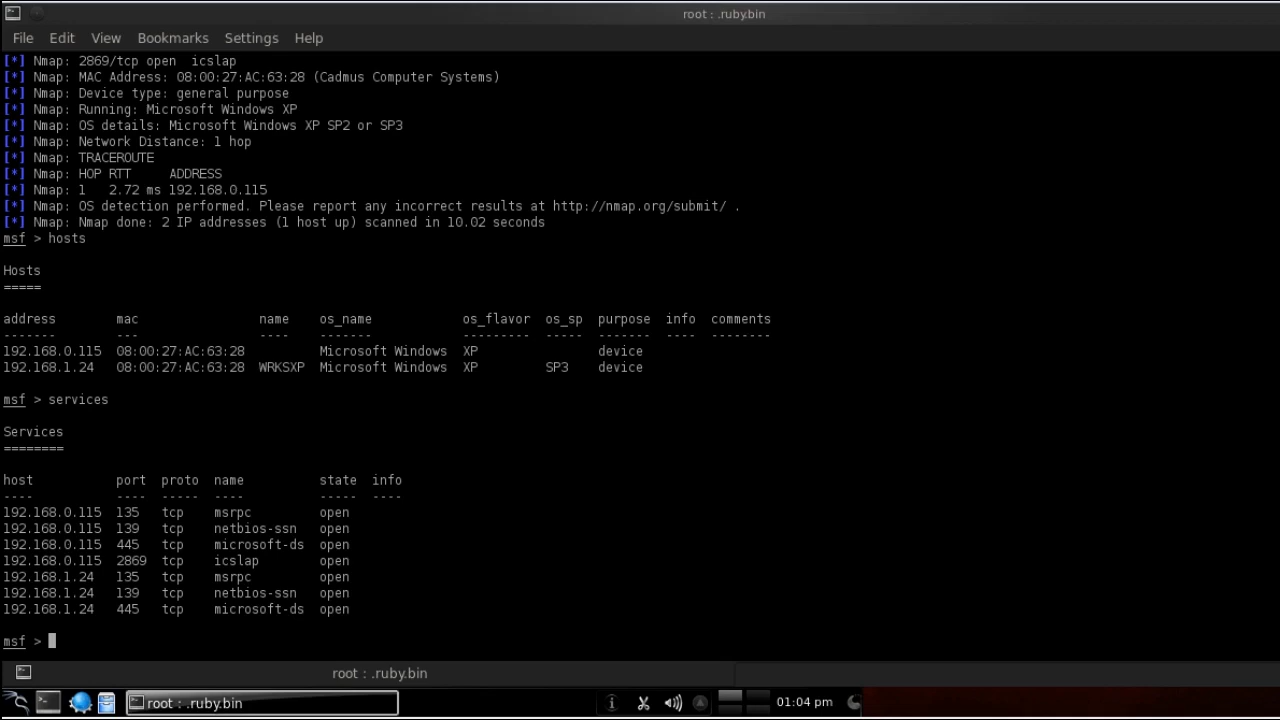 root : .ruby.bin
File Edit View Bookmarks Settings Help
[*] Nmap: 2869/tcp open  icslap
[*] Nmap: MAC Address: 08:00:27:AC:63:28 (Cadmus Computer Systems)
[*] Nmap: Device type: general purpose
[*] Nmap: Running: Microsoft Windows XP
[*] Nmap: OS details: Microsoft Windows XP SP2 or SP3
[*] Nmap: Network Distance: 1 hop
[*] Nmap: TRACEROUTE
[*] Nmap: HOP RTT     ADDRESS
[*] Nmap: 1   2.72 ms 192.168.0.115
[*] Nmap: OS detection performed. Please report any incorrect results at http://nmap.org/submit/ .
[*] Nmap: Nmap done: 2 IP addresses (1 host up) scanned in 10.02 seconds
msf > hosts
Hosts
=====
address        mac                name    os_name            os_flavor  os_sp  purpose  info  comments
-------        ---                ----    -------            ---------  -----  -------  ----  --------
192.168.0.115  08:00:27:AC:63:28          Microsoft Windows  XP                device
192.168.1.24   08:00:27:AC:63:28  WRKSXP  Microsoft Windows  XP         SP3    device
msf > services
Services
========
host           port  proto  name          state  info
----           ----  -----  ----          -----  ----
192.168.0.115  135   tcp    msrpc         open
192.168.0.115  139   tcp    netbios-ssn   open
192.168.0.115  445   tcp    microsoft-ds  open
192.168.0.115  2869  tcp    icslap        open
192.168.1.24   135   tcp    msrpc         open
192.168.1.24   139   tcp    netbios-ssn   open
192.168.1.24   445   tcp    microsoft-ds  open
msf >
root : .ruby.bin
root : .ruby.bin 01:04 pm